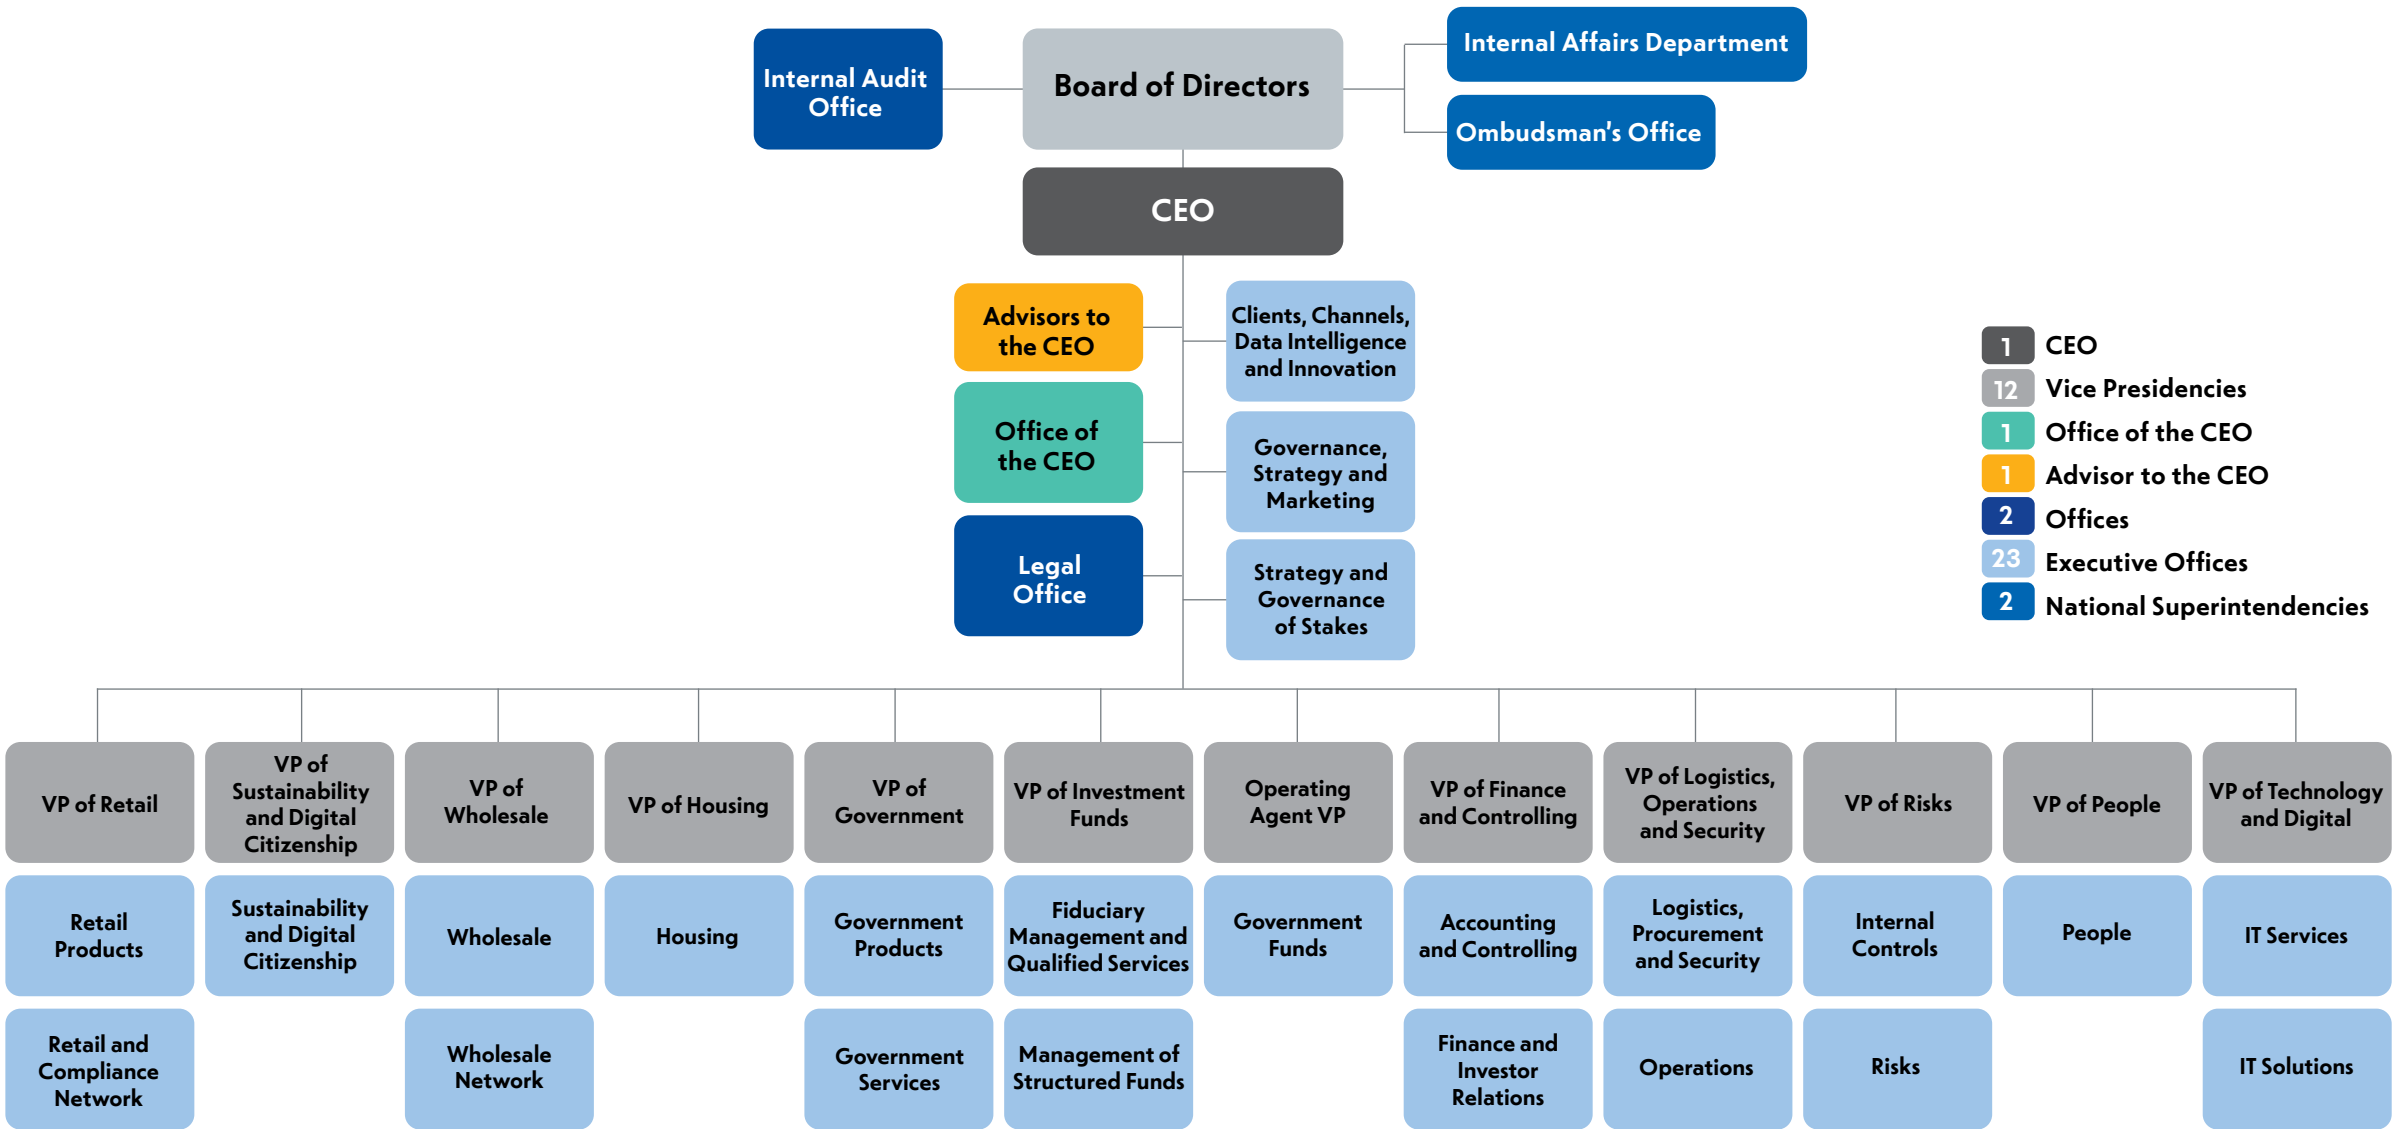 Internal Audit
Office
Board of Directors
Internal Affairs Department
Ombudsman's Office
CEO
Advisors to
the CEO
Office of
the CEO
Legal
Office
Clients, Channels,
Data Intelligence
and Innovation
Governance,
Strategy and
Marketing
Strategy and
Governance
of Stakes
1 CEO
12 Vice Presidencies
1 Office of the CEO
1 Advisor to the CEO
2 Offices
23 Executive Offices
2 National Superintendencies
VP of Retail
VP of
Sustainability
and Digital
Citizenship
VP of
Wholesale
VP of Housing
VP of
Government
VP of Investment
Funds
Operating
Agent VP
VP of Finance
and Controlling
VP of Logistics,
Operations
and Security
VP of Risks
VP of People
VP of Technology
and Digital
Retail
Products
Sustainability
and Digital
Citizenship
Wholesale
Housing
Government
Products
Fiduciary
Management and
Qualified Services
Government
Funds
Accounting
and Controlling
Logistics,
Procurement
and Security
Internal
Controls
People
IT Services
Retail and
Compliance
Network
Wholesale
Network
Government
Services
Management of
Structured Funds
Finance and
Investor
Relations
Operations
Risks
IT Solutions